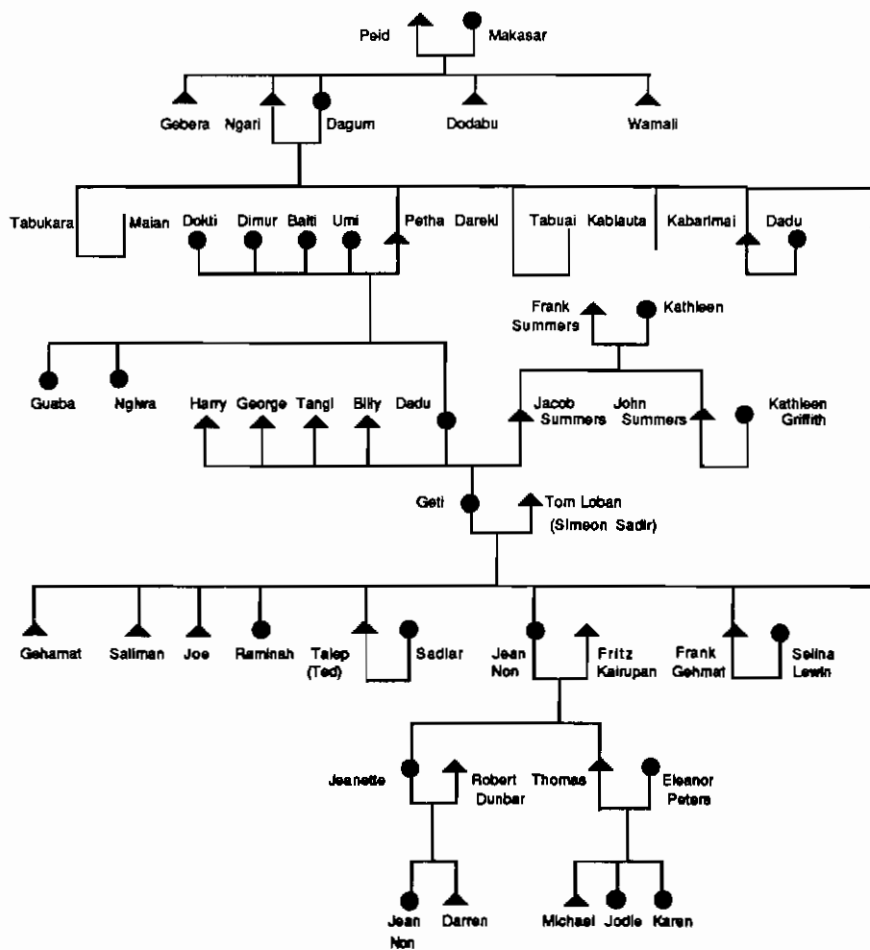 Peid Makasar
Gebera Ngari Dagum Dodabu Wamali
Tabukara Maian Dokti Dimur Balti Umi Petha Darekl Tabuai Kablauta Kabarimai Dadu
Frank Kathleen
Summers
Guaba Ngiwa Harry George Tangi Billy Dadu Jacob John Kathleen
Summers Summers Griffith
Geti Tom Loban
(Simeon Sadir)
Gehamat Saliman Joe Raminah Talep Sadiar Jean Fritz Frank Selina
(Ted) Non Kairupan Gehmat Lewin
Jeanette Robert Thomas Eleanor
Dunbar Peters
Jean Darren Michael Jodie Karen
Non